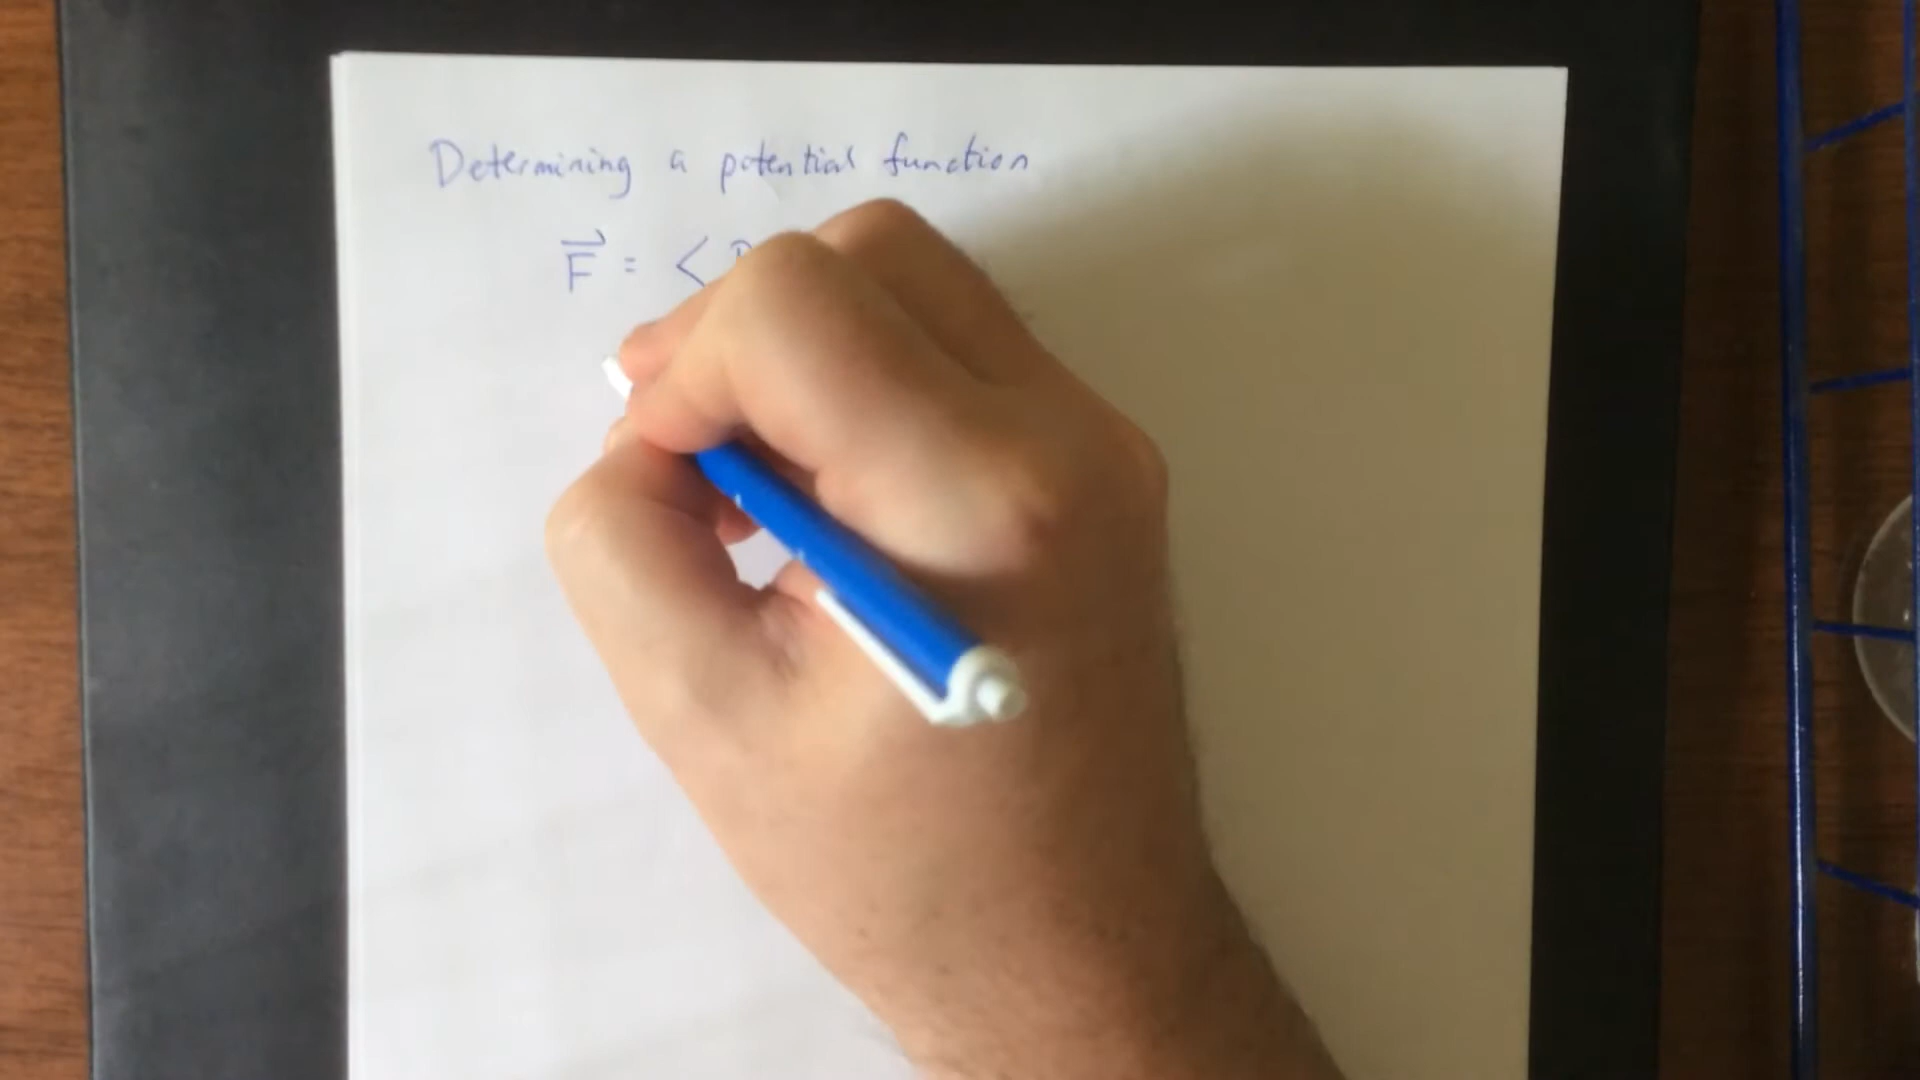 Determining a potential function
F⃗ = <